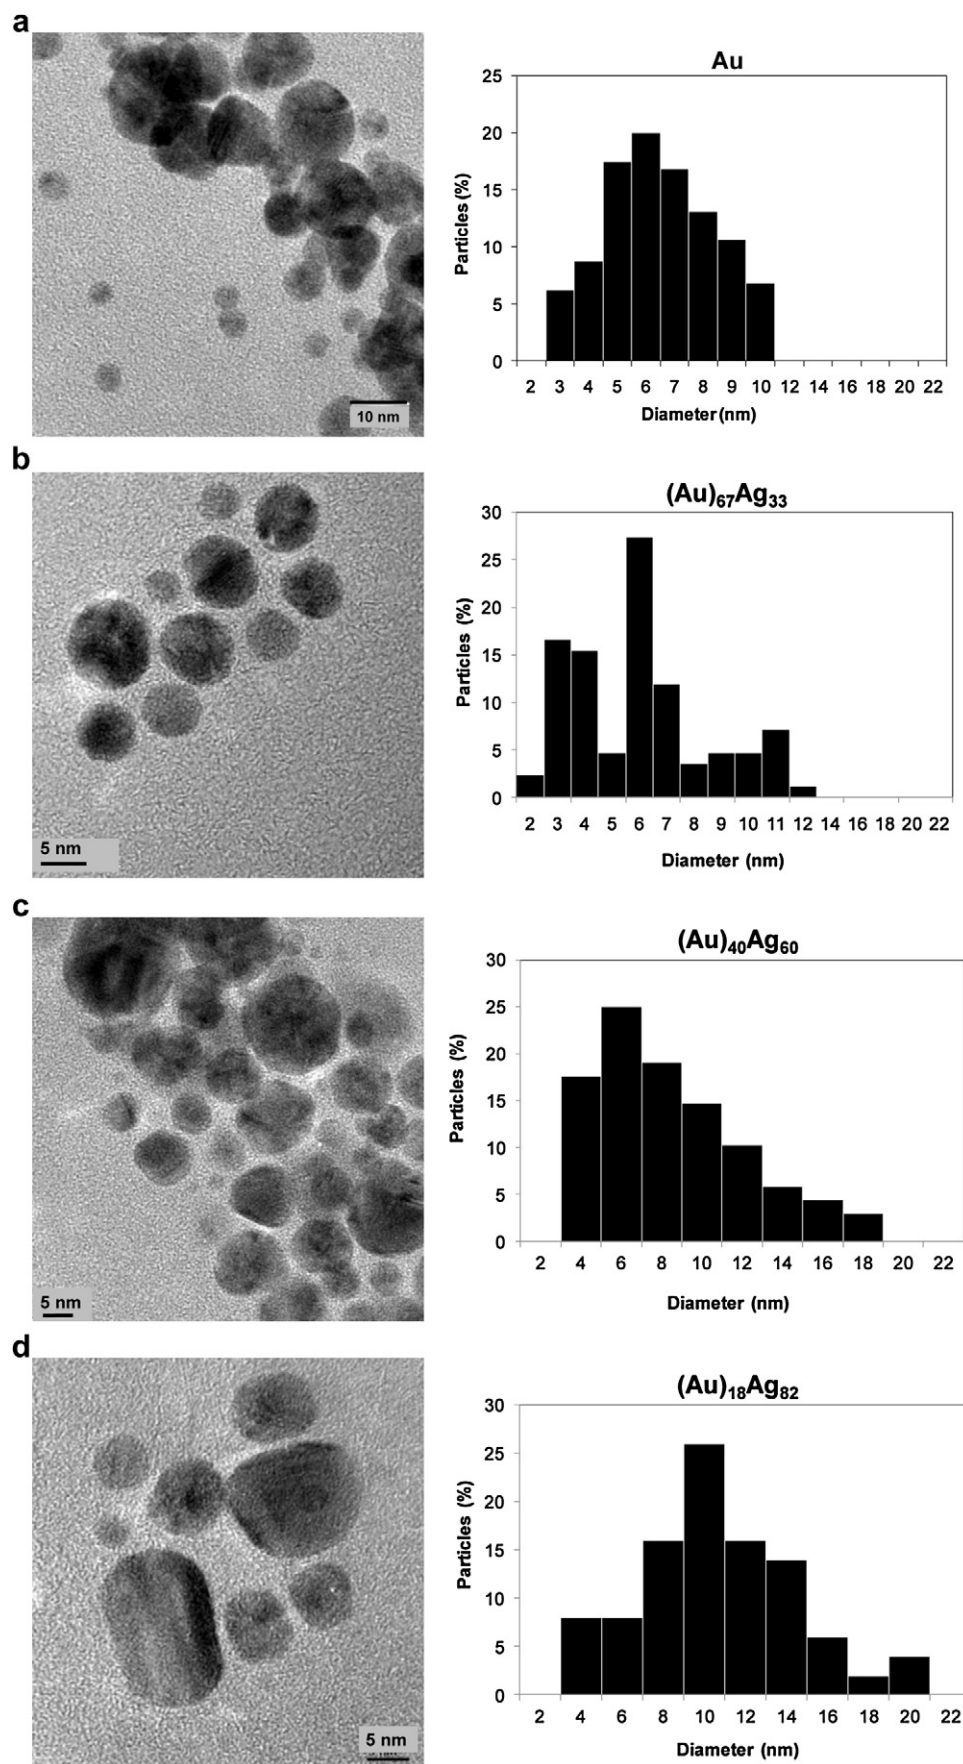 a
10 nm
Au
25
20
15
10
5
0
Particles (%)
2 3 4 5 6 7 8 9 10 12 14 16 18 20 22
Diameter (nm)
b
5 nm
(Au)₆₇Ag₃₃
30
25
20
15
10
5
0
Particles (%)
2 3 4 5 6 7 8 9 10 11 12 14 16 18 20 22
Diameter (nm)
c
5 nm
(Au)₄₀Ag₆₀
30
25
20
15
10
5
0
Particles (%)
2 4 6 8 10 12 14 16 18 20 22
Diameter (nm)
d
5 nm
(Au)₁₈Ag₈₂
30
25
20
15
10
5
0
Particles (%)
2 4 6 8 10 12 14 16 18 20 22
Diameter (nm)